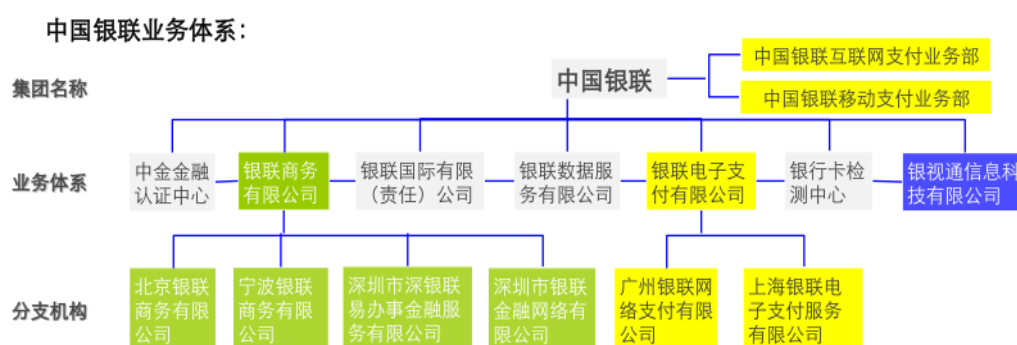 中国银联业务体系：
中国银联互联网支付业务部
集团名称
中国银联
中国银联移动支付业务部
业务体系
中金金融
认证中心
银联商务
有限公司
银联国际有限
（责任）公司
银联数据服
务有限公司
银联电子支
付有限公司
银行卡检
测中心
银视通信息科
技有限公司
分支机构
北京银联
商务有限
公司
宁波银联
商务有限
公司
深圳市深银联
易办事金融服
务有限公司
深圳市银联
金融网络有
限公司
广州银联网
络支付有限
公司
上海银联电
子支付服务
有限公司